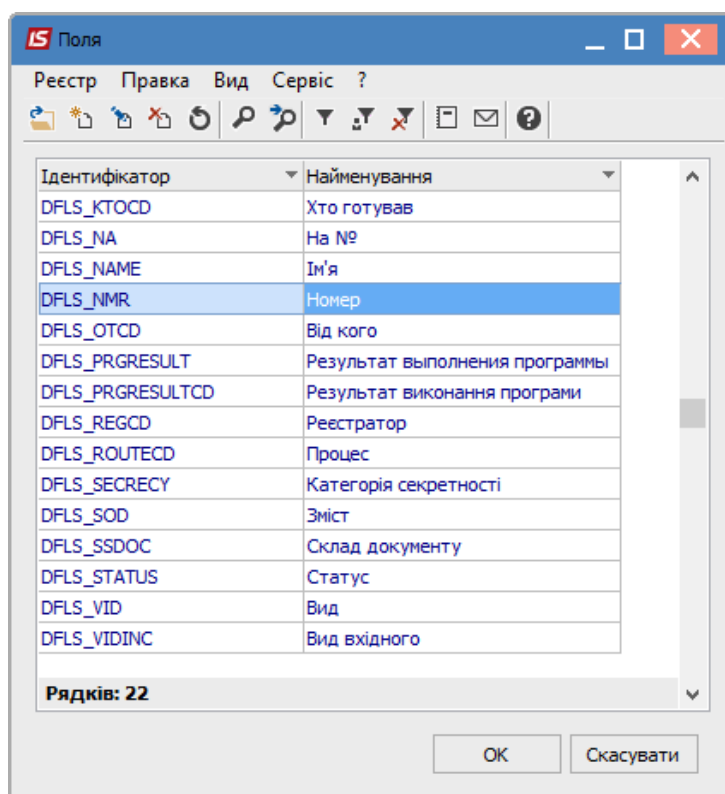 IS Поля
Реєстр Правка Вид Сервіс ?
Ідентифікатор Найменування
DFLS_KTOCD Хто готував
DFLS_NA На №
DFLS_NAME Ім'я
DFLS_NMR Номер
DFLS_OTCD Від кого
DFLS_PRGRESULT Результат выполнения программы
DFLS_PRGRESULTCD Результат виконання програми
DFLS_REGCD Реєстратор
DFLS_ROUTECD Процес
DFLS_SECRECY Категорія секретності
DFLS_SOD Зміст
DFLS_SSDOC Склад документу
DFLS_STATUS Статус
DFLS_VID Вид
DFLS_VIDINC Вид вхідного
Рядків: 22
OK Скасувати